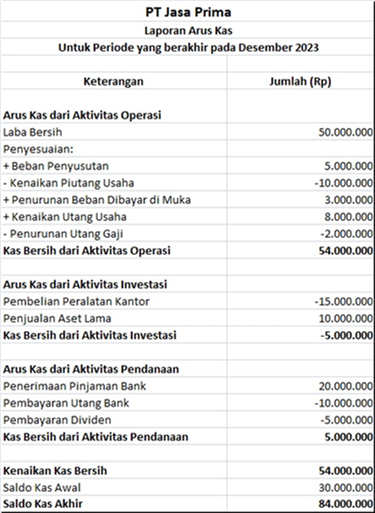 PT Jasa Prima
Laporan Arus Kas
Untuk Periode yang berakhir pada Desember 2023
Keterangan Jumlah (Rp)
Arus Kas dari Aktivitas Operasi
Laba Bersih 50.000.000
Penyesuaian:
+ Beban Penyusutan 5.000.000
- Kenaikan Piutang Usaha -10.000.000
+ Penurunan Beban Dibayar di Muka 3.000.000
+ Kenaikan Utang Usaha 8.000.000
- Penurunan Utang Gaji -2.000.000
Kas Bersih dari Aktivitas Operasi 54.000.000
Arus Kas dari Aktivitas Investasi
Pembelian Peralatan Kantor -15.000.000
Penjualan Aset Lama 10.000.000
Kas Bersih dari Aktivitas Investasi -5.000.000
Arus Kas dari Aktivitas Pendanaan
Penerimaan Pinjaman Bank 20.000.000
Pembayaran Utang Bank -10.000.000
Pembayaran Dividen -5.000.000
Kas Bersih dari Aktivitas Pendanaan 5.000.000
Kenaikan Kas Bersih 54.000.000
Saldo Kas Awal 30.000.000
Saldo Kas Akhir 84.000.000